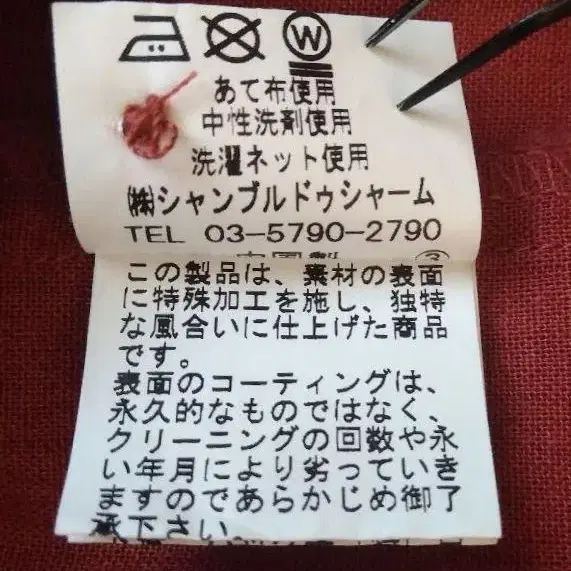 W
あて布使用
中性洗剤使用
洗濯ネット使用
㈱シャンブルドゥシャーム
TEL 03-5790-2790
中国製 ③
この製品は、素材の表面
に特殊加工を施し、独特
な風合いに仕上げた商品
です。
表面のコーティングは、
永久的なものではなく、
クリーニングの回数や永
い年月により劣っていき
ますのであらかじめ御了
承下さい。